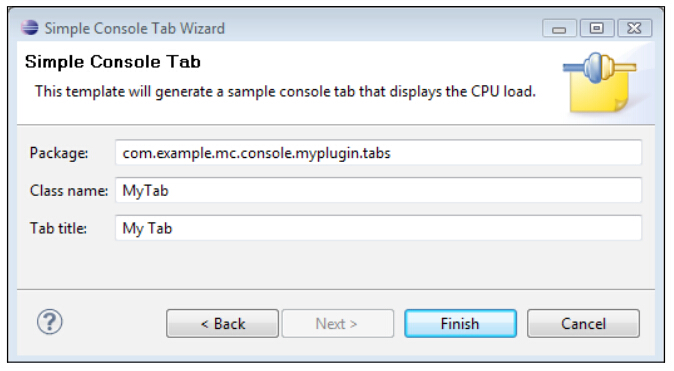 Simple Console Tab Wizard
Simple Console Tab
This template will generate a sample console tab that displays the CPU load.
Package: com.example.mc.console.myplugin.tabs
Class name: MyTab
Tab title: My Tab
? < Back Next > Finish Cancel